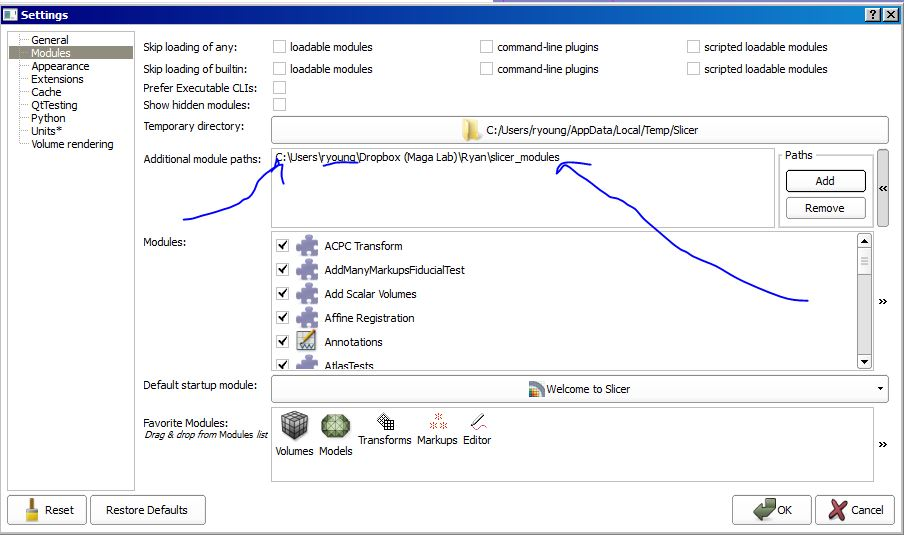 Settings
General
Modules
Appearance
Extensions
Cache
QtTesting
Python
Units*
Volume rendering
Skip loading of any: loadable modules command-line plugins scripted loadable modules
Skip loading of builtin: loadable modules command-line plugins scripted loadable modules
Prefer Executable CLIs:
Show hidden modules:
Temporary directory: C:/Users/ryoung/AppData/Local/Temp/Slicer
Additional module paths: C:\Users\ryoung\Dropbox (Maga Lab)\Ryan\slicer_modules
Paths
Add
Remove
Modules:
ACPC Transform
AddManyMarkupsFiducialTest
Add Scalar Volumes
Affine Registration
Annotations
AtlasTests
Default startup module: Welcome to Slicer
Favorite Modules:
Drag & drop from Modules list
Volumes Models Transforms Markups Editor
Reset Restore Defaults OK Cancel